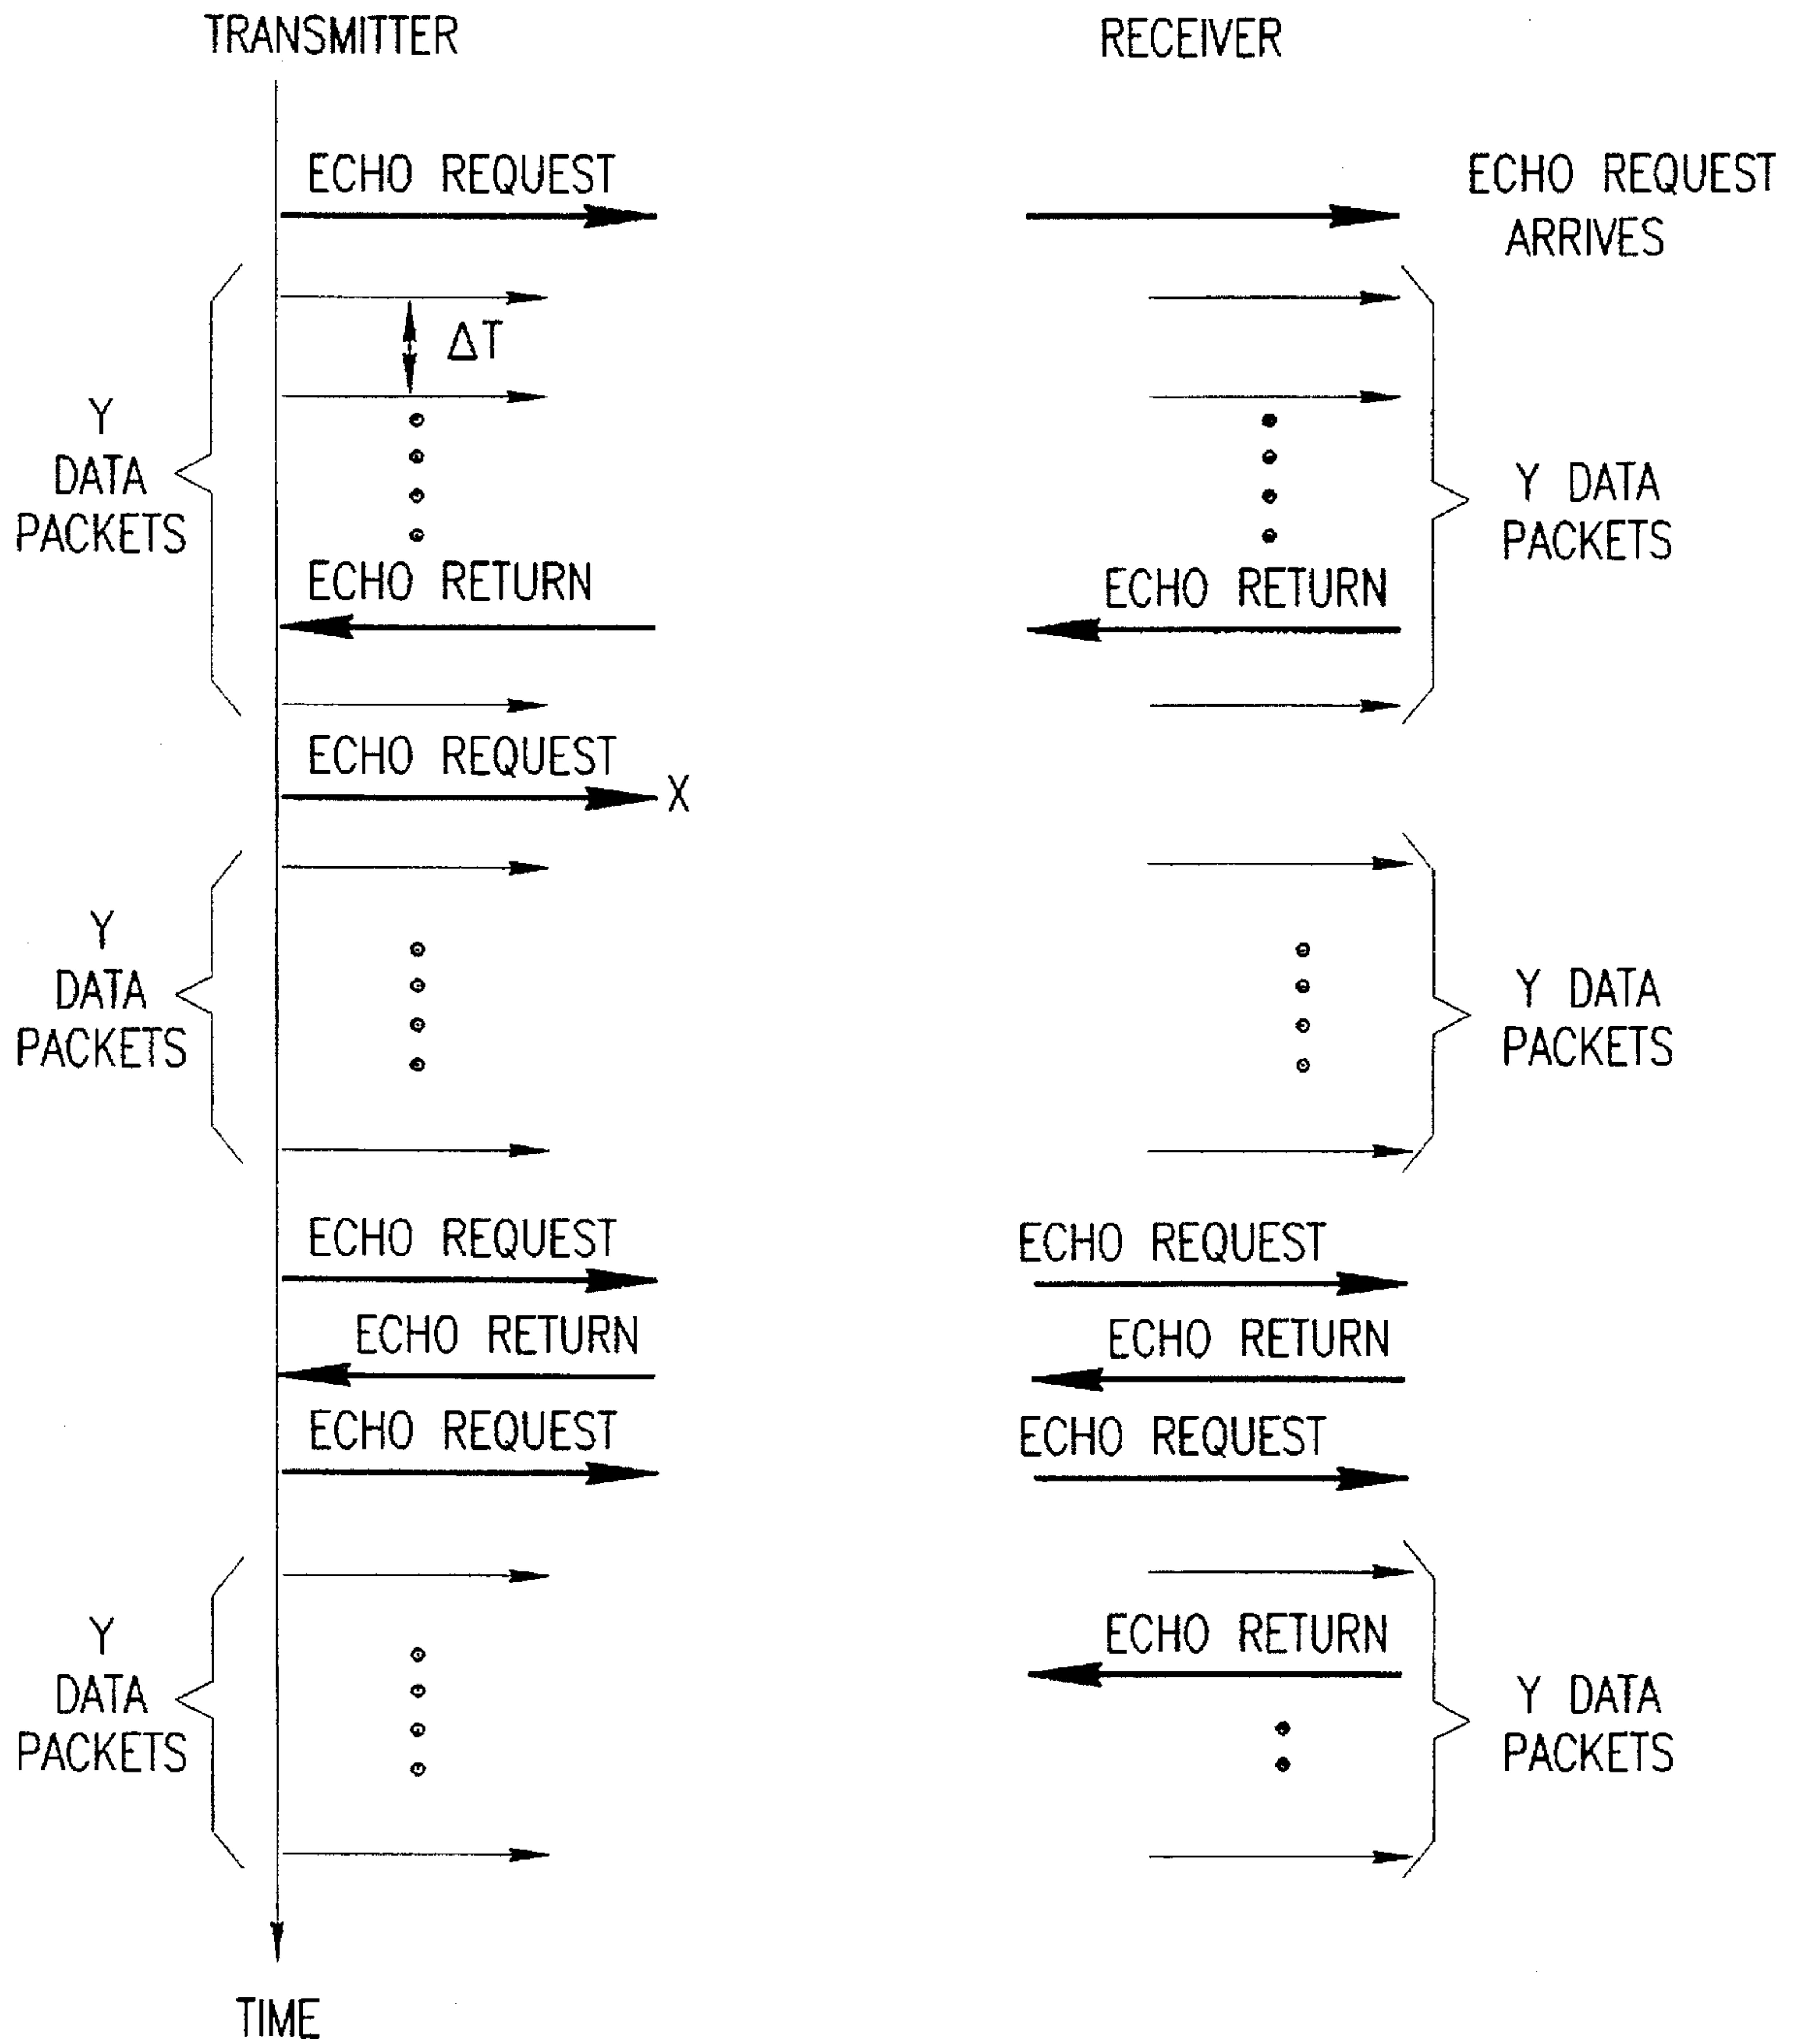 TRANSMITTER
RECEIVER
ECHO REQUEST
ECHO REQUEST
ARRIVES
ΔT
Y
DATA
PACKETS
Y DATA
PACKETS
ECHO RETURN
ECHO RETURN
ECHO REQUEST
X
Y
DATA
PACKETS
Y DATA
PACKETS
ECHO REQUEST
ECHO REQUEST
ECHO RETURN
ECHO RETURN
ECHO REQUEST
ECHO REQUEST
Y
DATA
PACKETS
ECHO RETURN
Y DATA
PACKETS
TIME